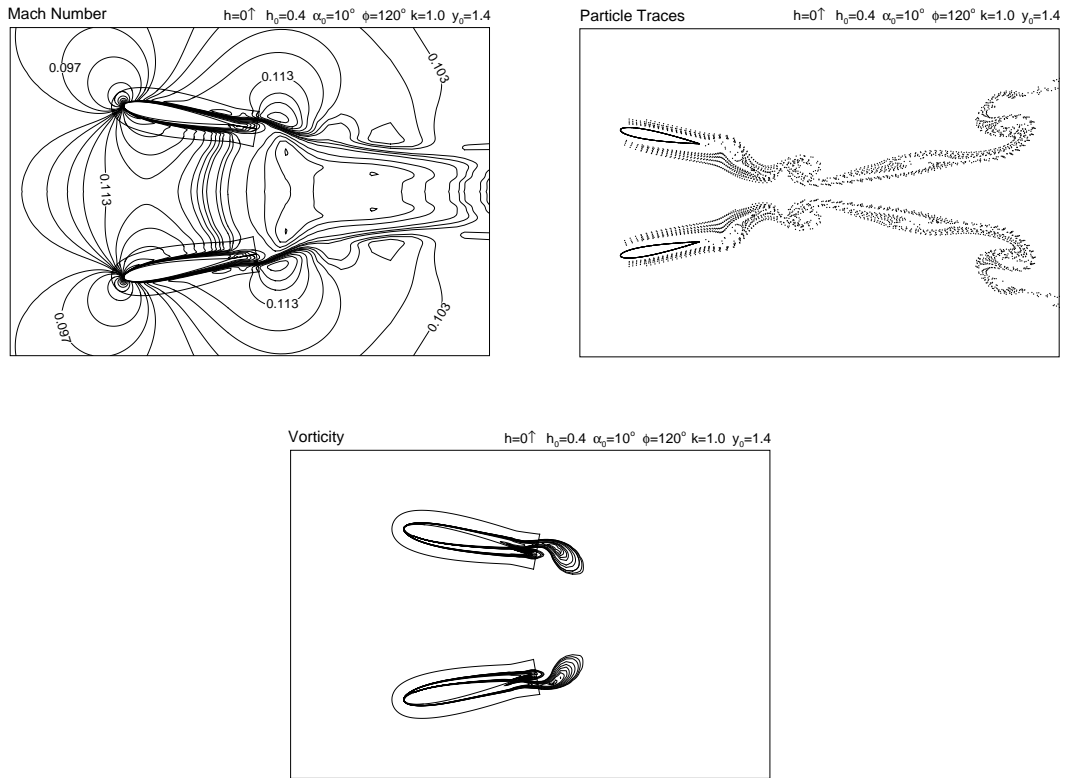 Mach Number h=0↑ h₀=0.4 α₀=10° ϕ=120° k=1.0 y₀=1.4
0.097
0.113
0.103
0.113
0.113
0.097
0.103
Particle Traces h=0↑ h₀=0.4 α₀=10° ϕ=120° k=1.0 y₀=1.4
Vorticity h=0↑ h₀=0.4 α₀=10° ϕ=120° k=1.0 y₀=1.4